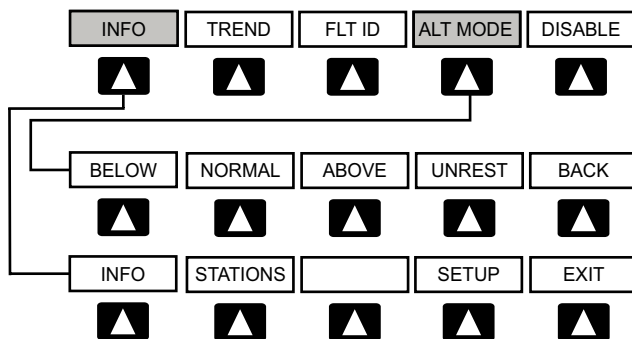 INFO TREND FLT ID ALT MODE DISABLE
BELOW NORMAL ABOVE UNREST BACK
INFO STATIONS SETUP EXIT